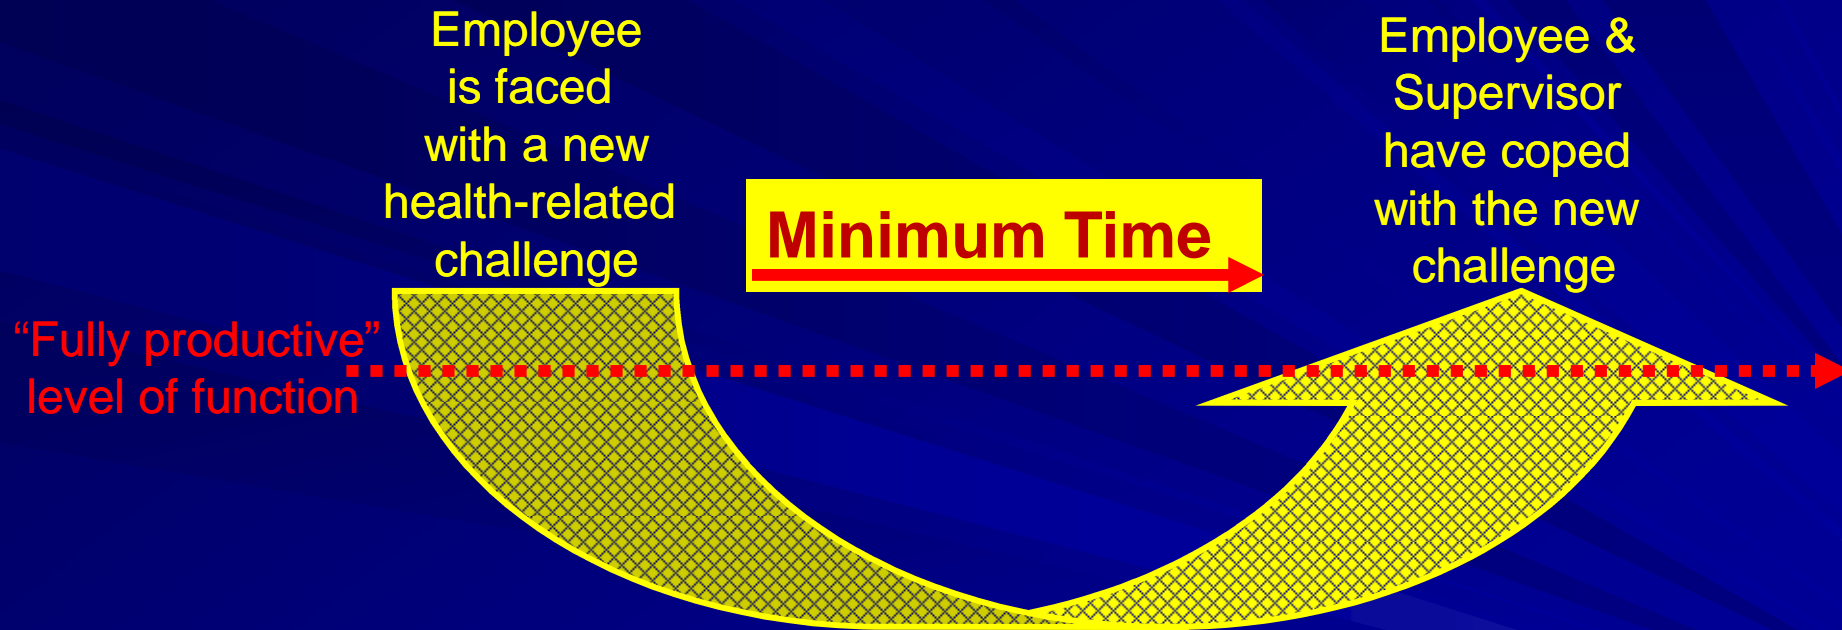 Employee
is faced
with a new
health-related
challenge
Minimum Time
Employee &
Supervisor
have coped
with the new
challenge
“Fully productive”
level of function